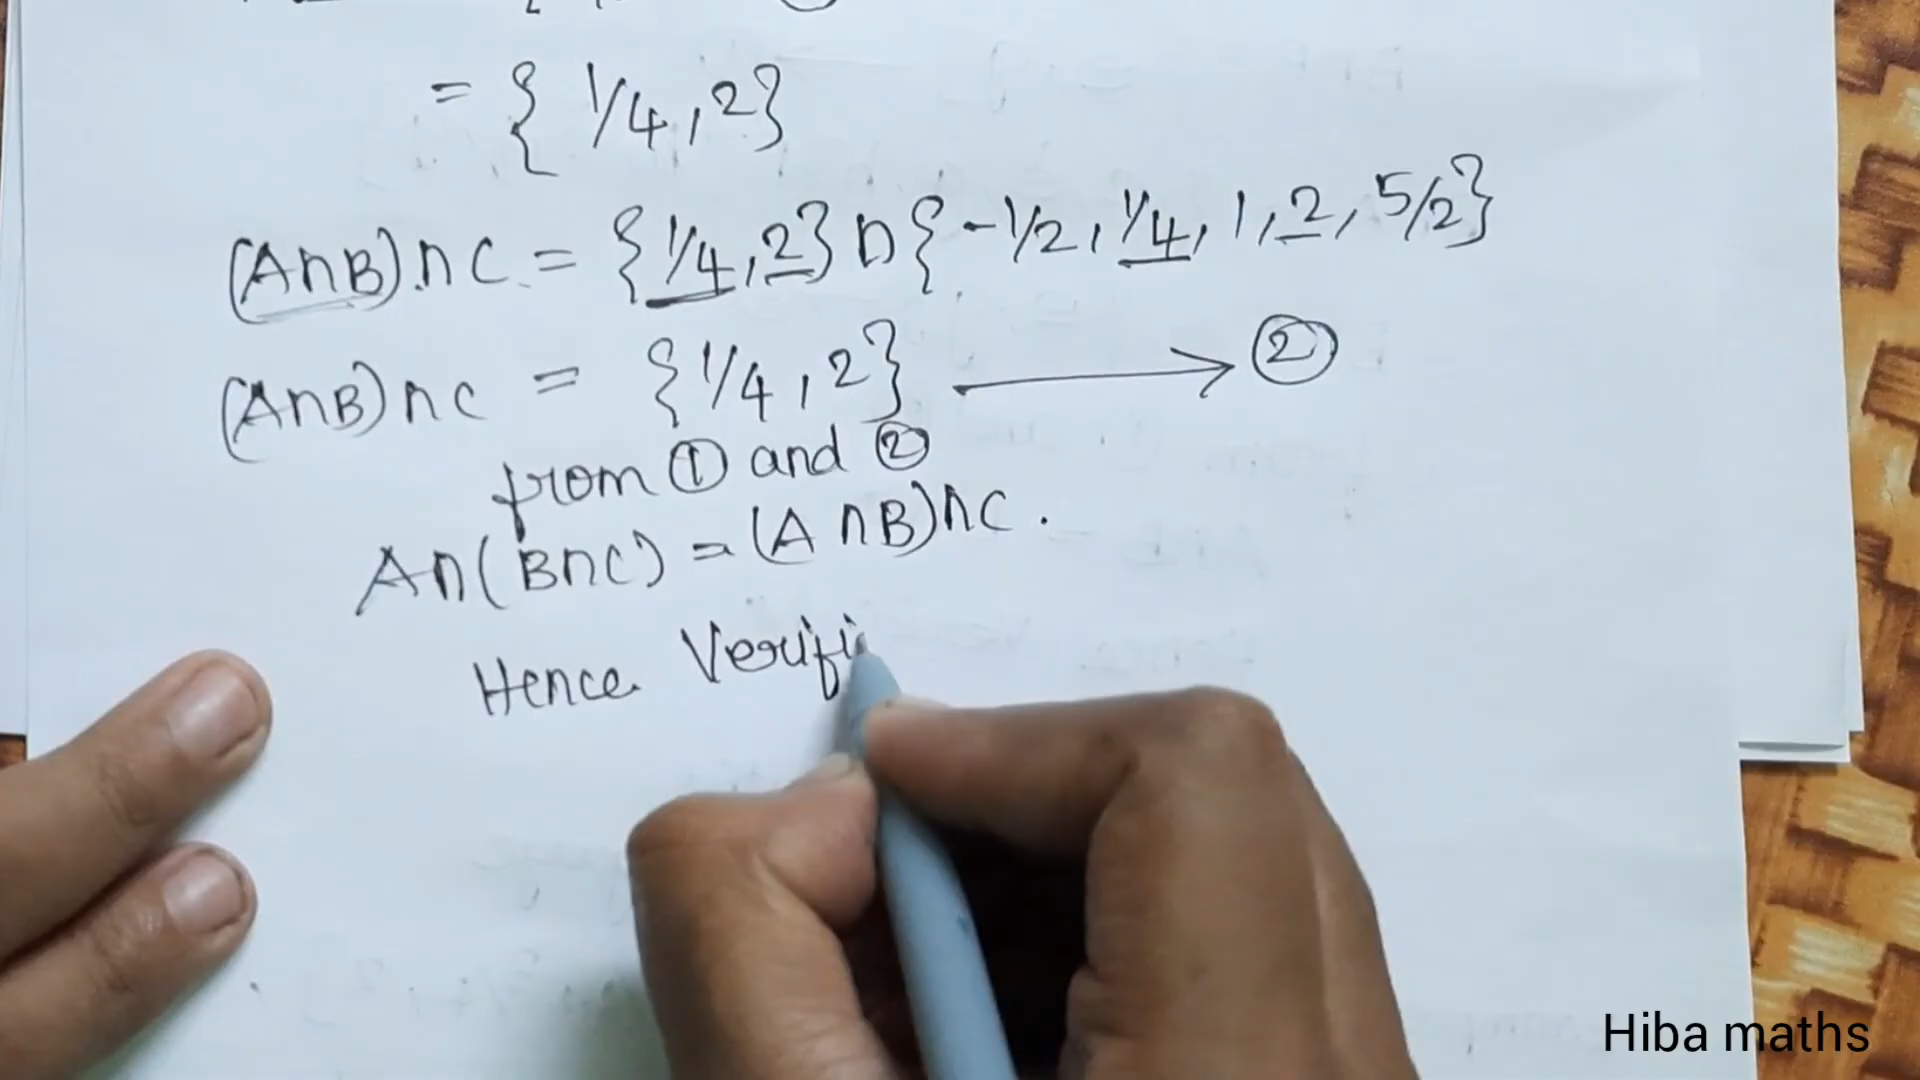 = { 1/4, 2}
(A∩B)∩C = {1/4, 2} ∩ {-1/2, 1/4, 1, 2, 5/2}
(A∩B)∩C = {1/4, 2} → ②
from ① and ②
A∩(B∩C) = (A∩B)∩C.
Hence Verifi
Hiba maths